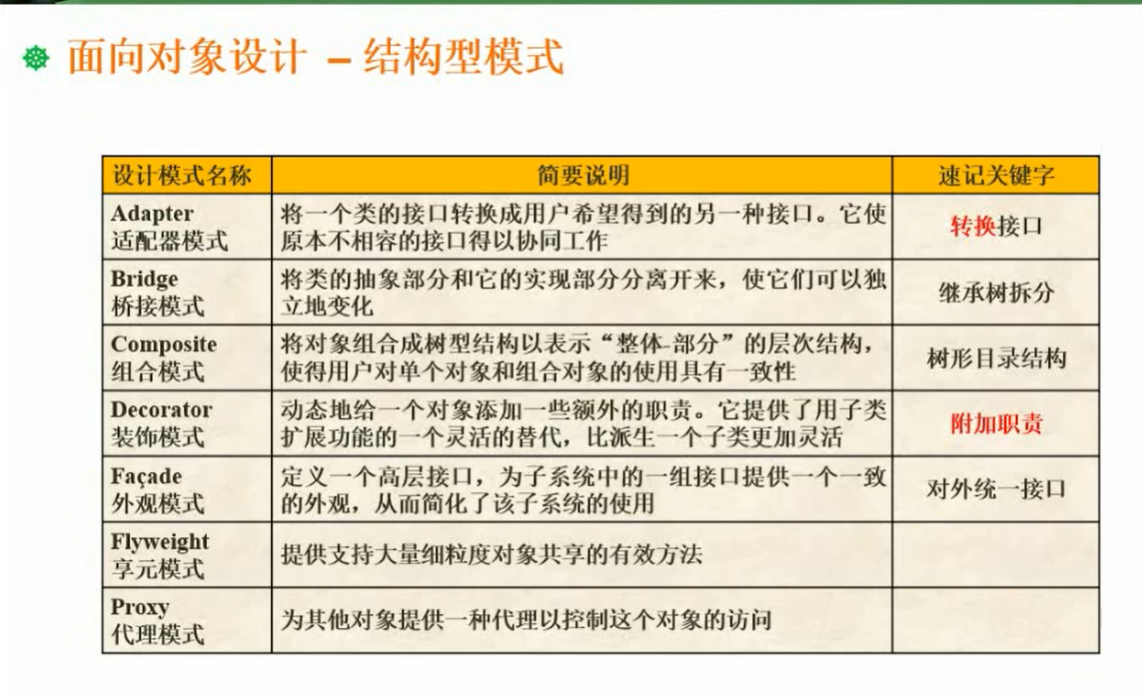 面向对象设计 – 结构型模式
设计模式名称 简要说明 速记关键字
Adapter
适配器模式
将一个类的接口转换成用户希望得到的另一种接口。它使
原本不相容的接口得以协同工作
转换接口
Bridge
桥接模式
将类的抽象部分和它的实现部分分离开来，使它们可以独
立地变化
继承树拆分
Composite
组合模式
将对象组合成树型结构以表示“整体-部分”的层次结构，
使得用户对单个对象和组合对象的使用具有一致性
树形目录结构
Decorator
装饰模式
动态地给一个对象添加一些额外的职责。它提供了用子类
扩展功能的一个灵活的替代，比派生一个子类更加灵活
附加职责
Façade
外观模式
定义一个高层接口，为子系统中的一组接口提供一个一致
的外观，从而简化了该子系统的使用
对外统一接口
Flyweight
享元模式
提供支持大量细粒度对象共享的有效方法
Proxy
代理模式
为其他对象提供一种代理以控制这个对象的访问